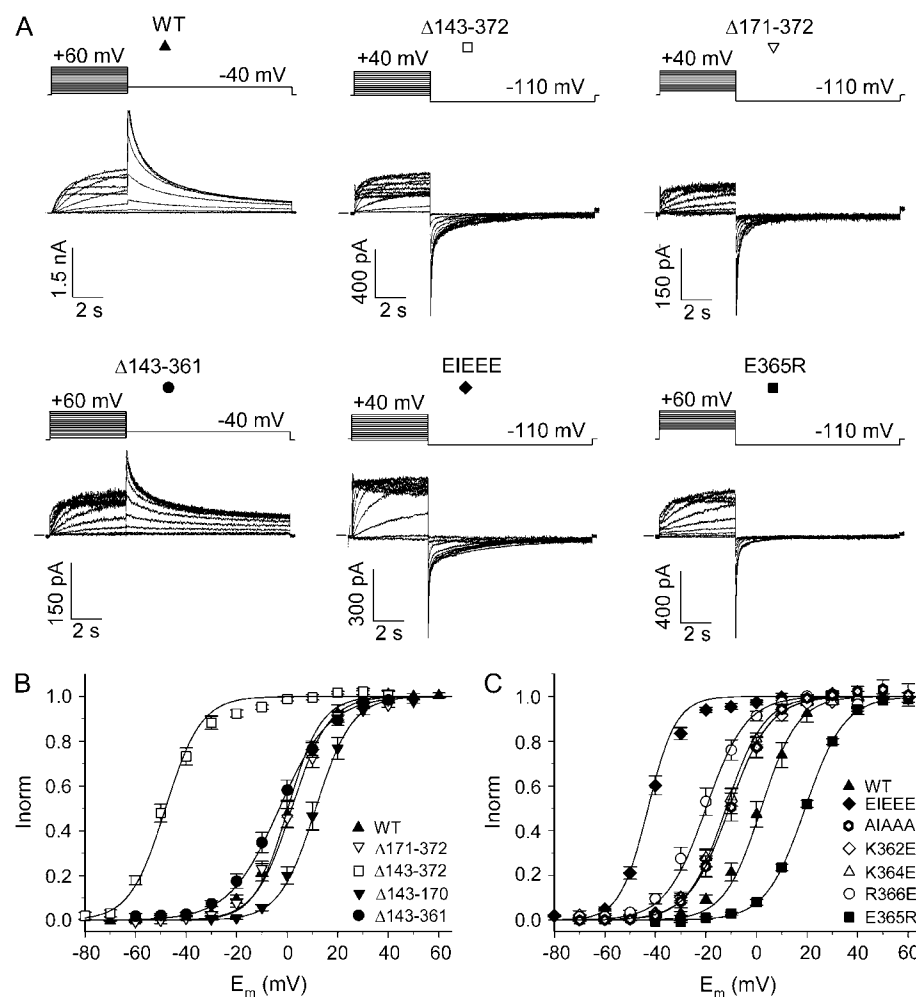 A
WT
Δ143-372
Δ171-372
+60 mV
-40 mV
+40 mV
-110 mV
+40 mV
-110 mV
1.5 nA
2 s
400 pA
2 s
150 pA
2 s
Δ143-361
EIEEE
E365R
+60 mV
-40 mV
+40 mV
-110 mV
+60 mV
-110 mV
150 pA
2 s
300 pA
2 s
400 pA
2 s
B
Inorm
1.0
0.8
0.6
0.4
0.2
0.0
-80 -60 -40 -20 0 20 40 60
Em (mV)
WT
Δ171-372
Δ143-372
Δ143-170
Δ143-361
C
Inorm
1.0
0.8
0.6
0.4
0.2
0.0
-80 -60 -40 -20 0 20 40 60
Em (mV)
WT
EIEEE
AIAAA
K362E
K364E
R366E
E365R